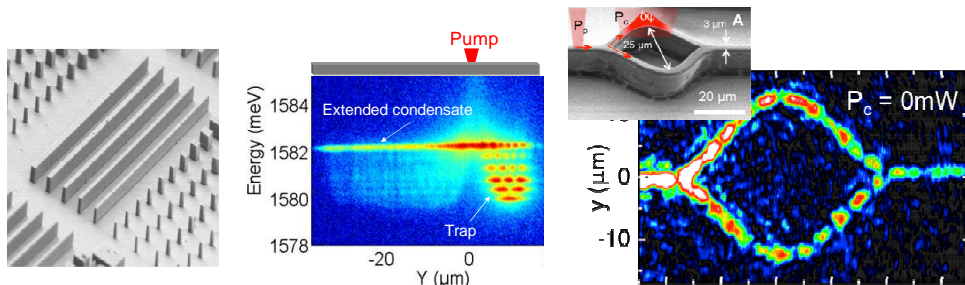 Pump
1584
1582
1580
1578
Energy (meV)
Extended condensate
Trap
-20
0
Y (µm)
A
3 µm
25 µm
20 µm
P_c = 0mW
0
-10
y (µm)